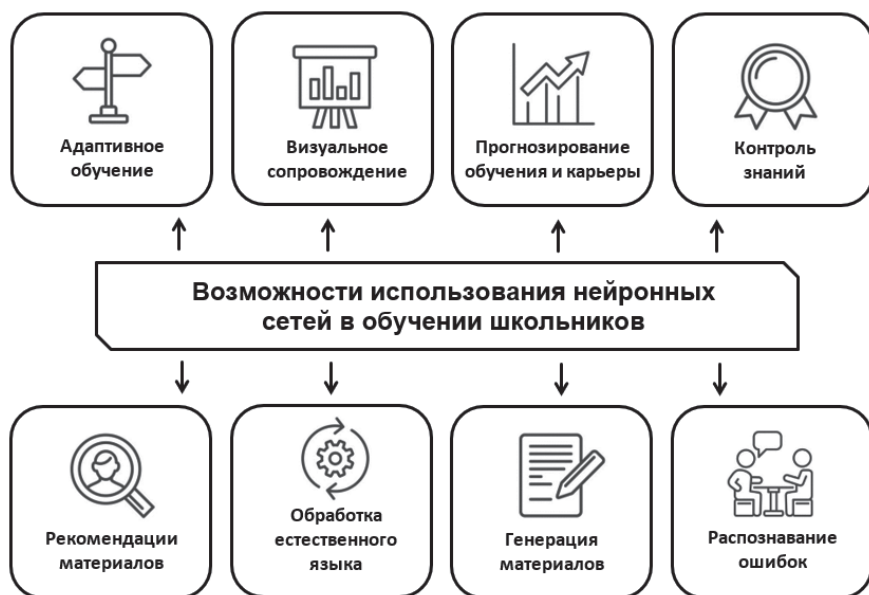 Адаптивное
обучение
Визуальное
сопровождение
Прогнозирование
обучения и карьеры
Контроль
знаний
Возможности использования нейронных
сетей в обучении школьников
Рекомендации
материалов
Обработка
естественного
языка
Генерация
материалов
Распознавание
ошибок